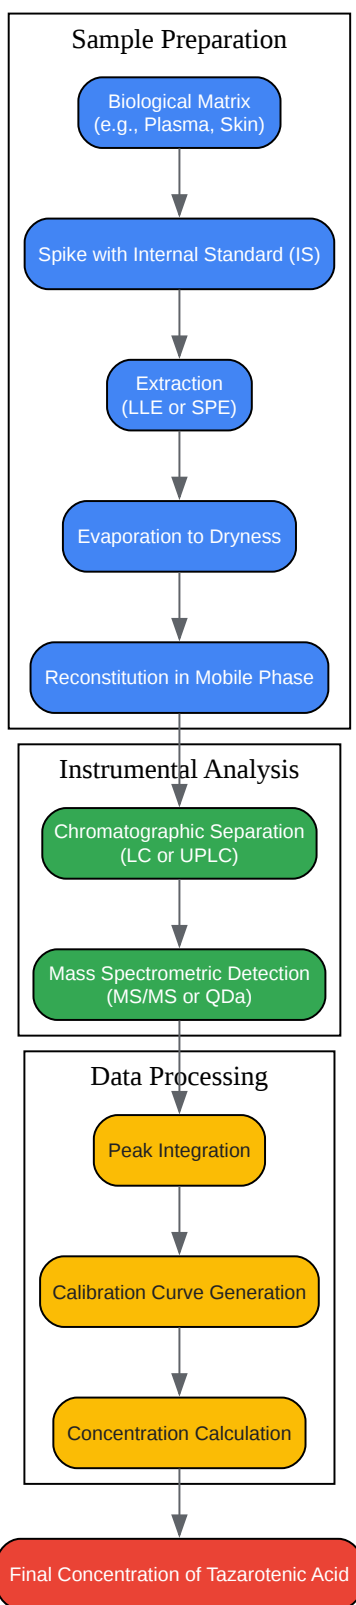 Sample Preparation
Biological Matrix
(e.g., Plasma, Skin)
Spike with Internal Standard (IS)
Extraction
(LLE or SPE)
Evaporation to Dryness
Reconstitution in Mobile Phase
Instrumental Analysis
Chromatographic Separation
(LC or UPLC)
Mass Spectrometric Detection
(MS/MS or QDa)
Data Processing
Peak Integration
Calibration Curve Generation
Concentration Calculation
Final Concentration of Tazarotenic Acid